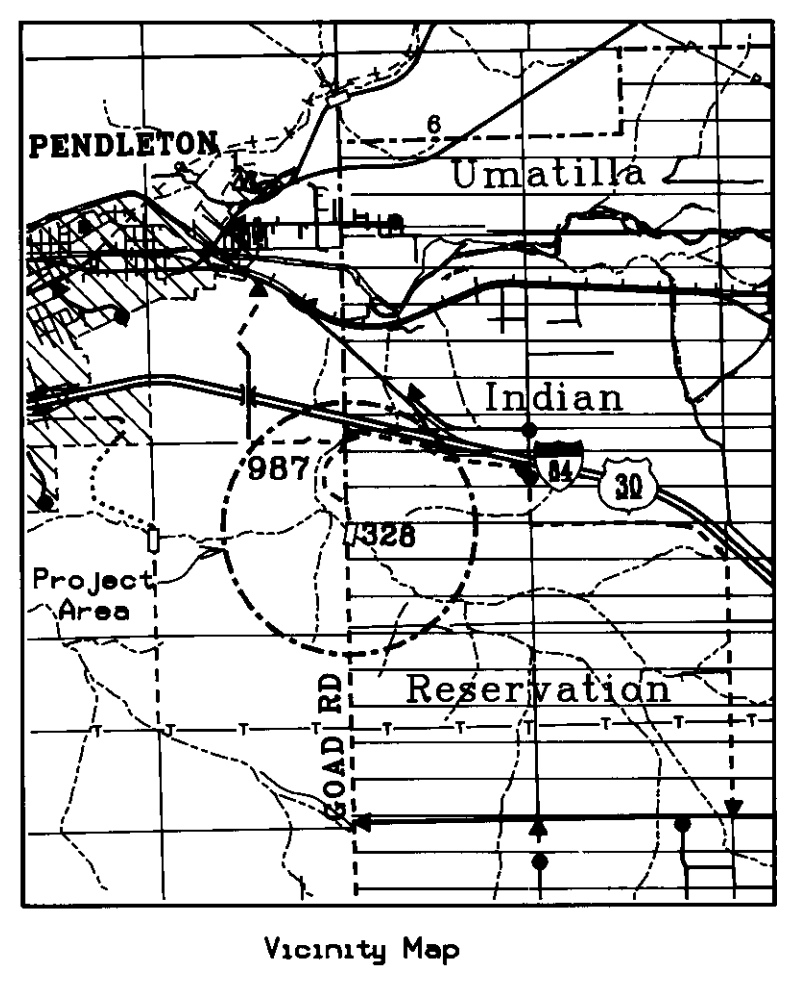 6
PENDLETON
Umatilla
Indian
987
84
30
328
Project
Area
Reservation
GOAD RD
T J T T T T T T T T
Vicinity Map